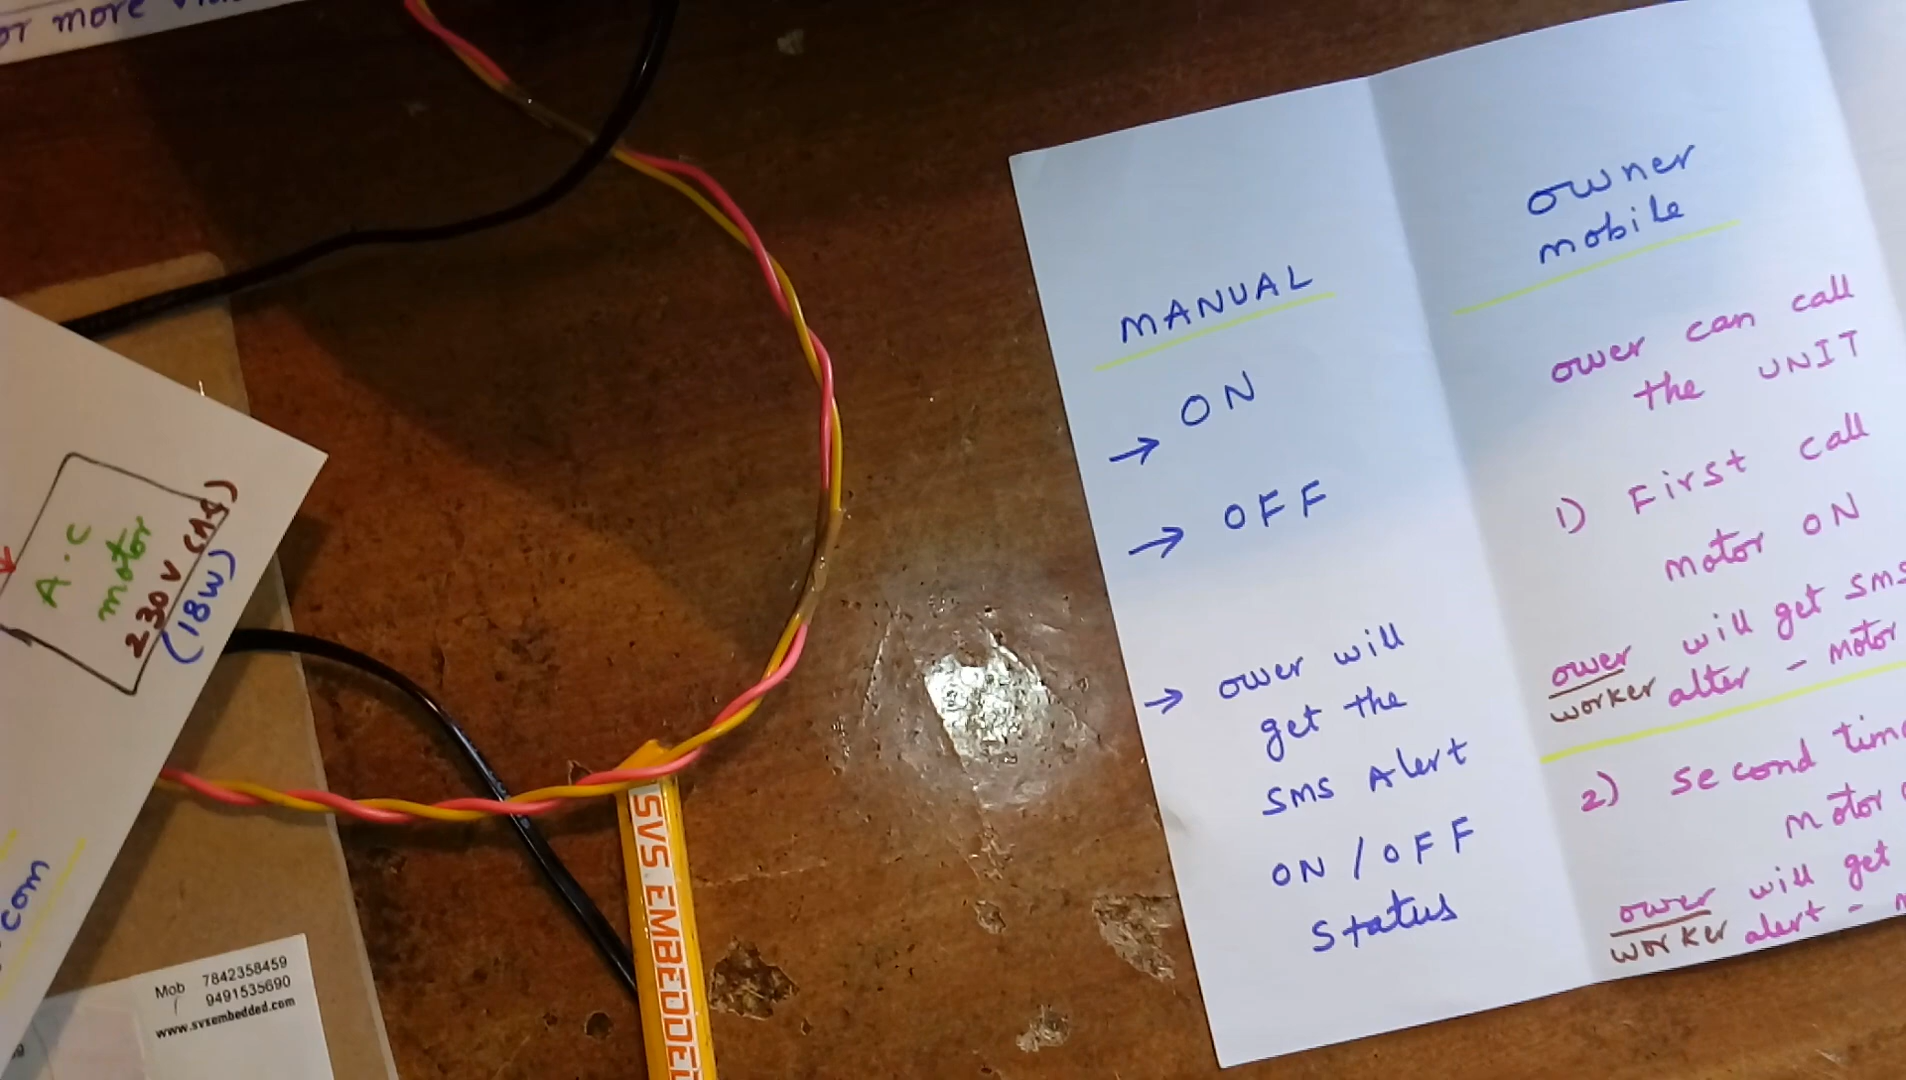 or more
A.C
motor
230V
(18W)
.com
Mob 7842358459
9491535690
www.svsembedded.com
SVS EMBEDDED
MANUAL
→ ON
→ OFF
→ ower will
get the
SMS Alert
ON / OFF
Status
owner
mobile
ower can call
the UNIT
1) First call
motor ON
ower will get SMS
worker alter - motor
2) second time
motor
ower will get
worker alert -